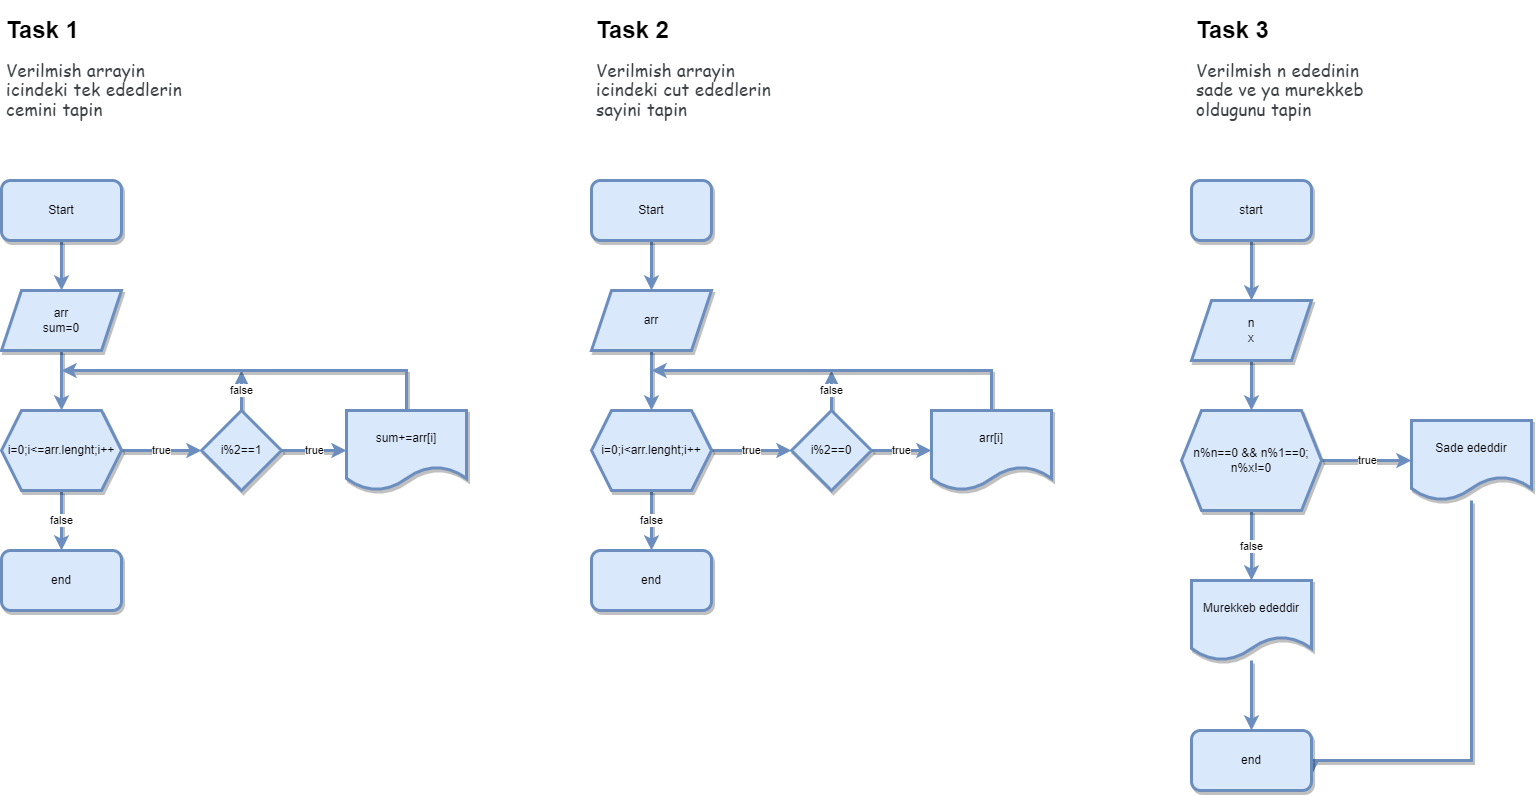 Task 1
Verilmish arrayin
icindeki tek ededlerin
cemini tapin
Start
arr
sum=0
i=0;i<=arr.lenght;i++
true
i%2==1
false
true
sum+=arr[i]
false
end
Task 2
Verilmish arrayin
icindeki cut ededlerin
sayini tapin
Start
arr
i=0;i<arr.lenght;i++
true
i%2==0
false
true
arr[i]
false
end
Task 3
Verilmish n ededinin
sade ve ya murekkeb
oldugunu tapin
start
n
x
n%n==0 && n%1==0;
n%x!=0
true
Sade ededdir
false
Murekkeb ededdir
end